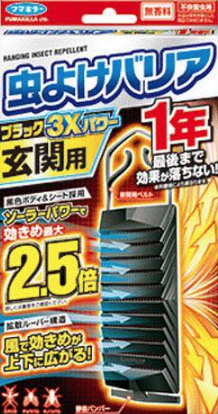 フマキラー
FUMAKILLA LTD.
無香料
HANGING INSECT REPELLENT
虫よけバリア
ブラック3Xパワー
玄関用
1年
最後まで
効果が落ちない!
黒色ボディ&シート採用
ソーラーパワーで
効きめ最大
2.5倍
拡散ルーバー構造
風で効きめが
上下に広がる!